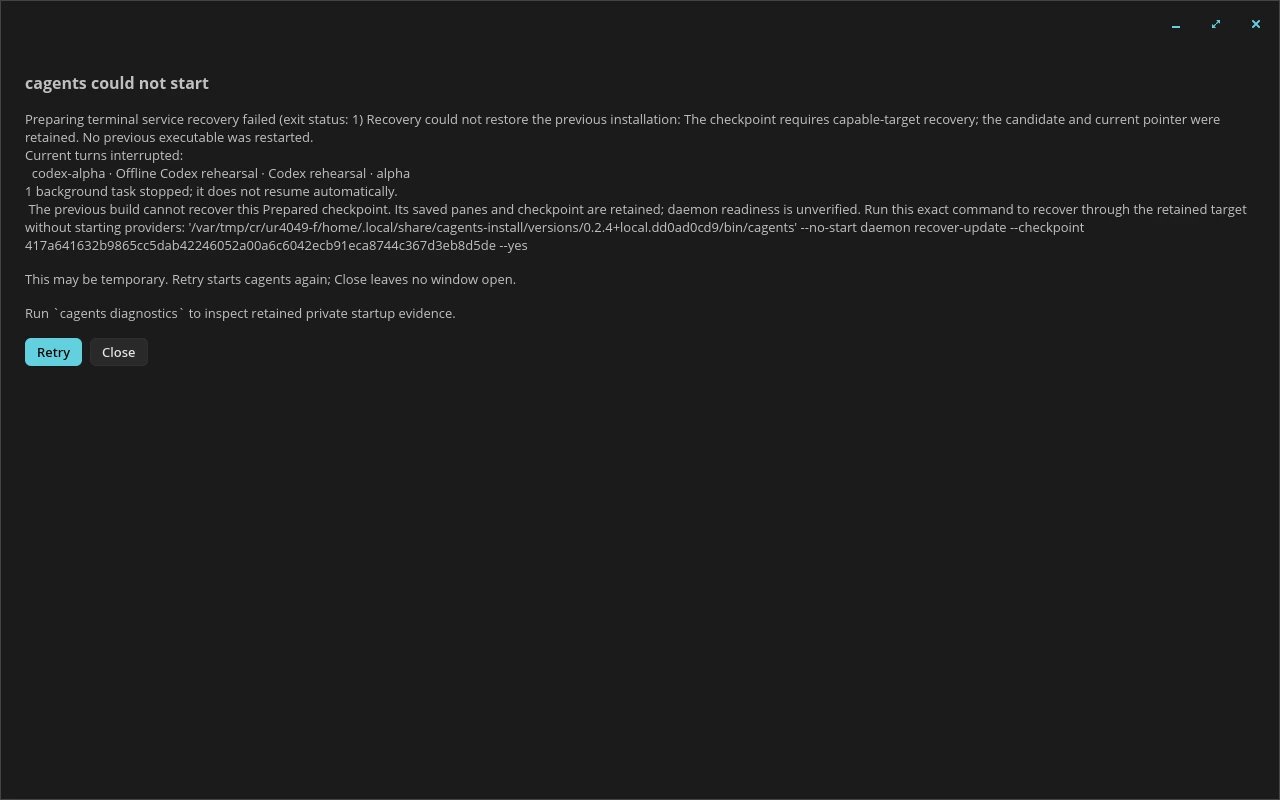 cagents could not start
Preparing terminal service recovery failed (exit status: 1) Recovery could not restore the previous installation: The checkpoint requires capable-target recovery; the candidate and current pointer were
retained. No previous executable was restarted.
Current turns interrupted:
codex-alpha · Offline Codex rehearsal · Codex rehearsal · alpha
1 background task stopped; it does not resume automatically.
The previous build cannot recover this Prepared checkpoint. Its saved panes and checkpoint are retained; daemon readiness is unverified. Run this exact command to recover through the retained target
without starting providers: '/var/tmp/cr/ur4049-f/home/.local/share/cagents-install/versions/0.2.4+local.dd0ad0cd9/bin/cagents' --no-start daemon recover-update --checkpoint
417a641632b9865cc5dab42246052a00a6c6042ecb91eca8744c367d3eb8d5de --yes
This may be temporary. Retry starts cagents again; Close leaves no window open.
Run `cagents diagnostics` to inspect retained private startup evidence.
Retry Close